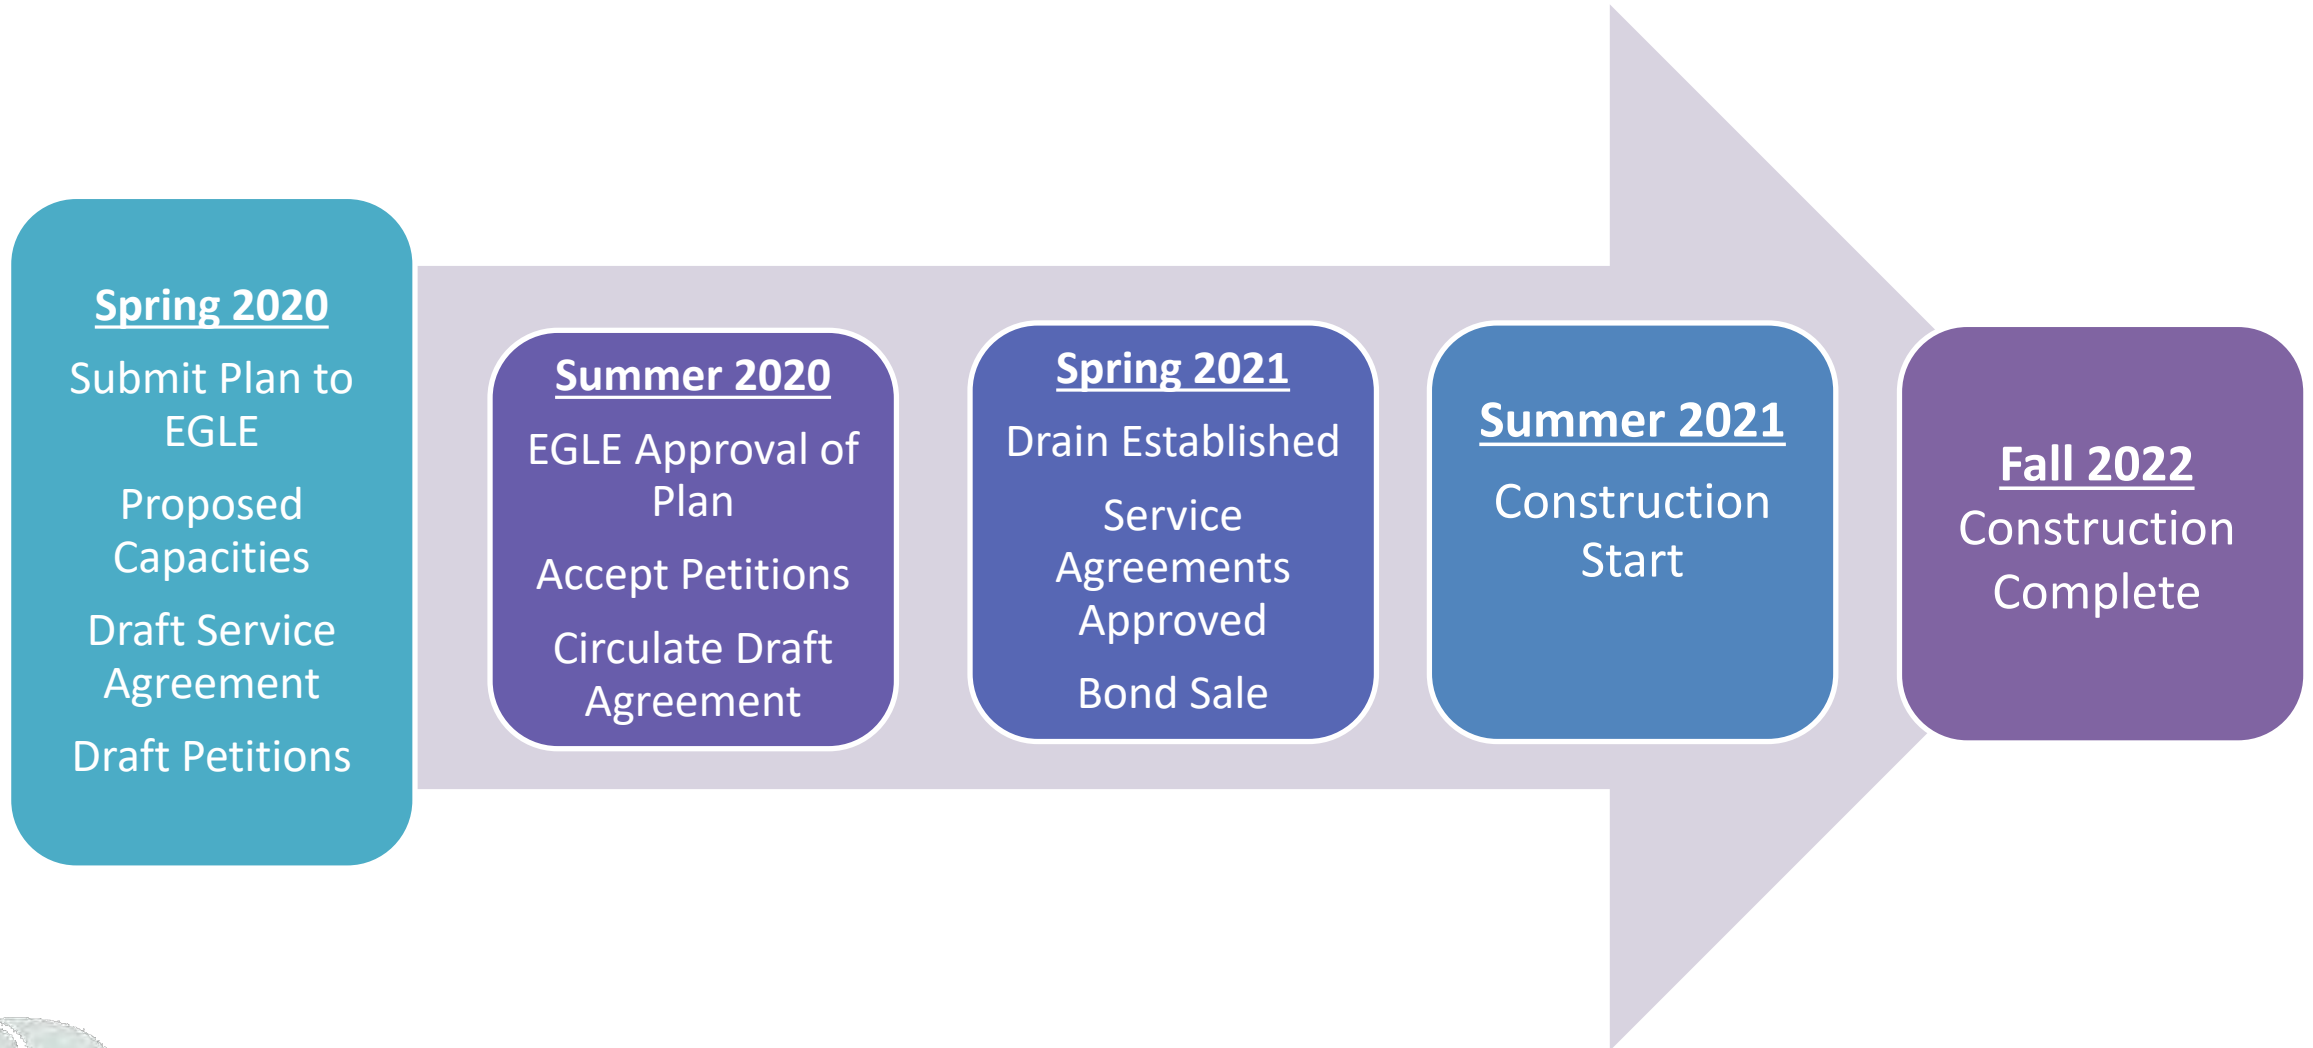 Spring 2020
Submit Plan to
EGLE
Proposed
Capacities
Draft Service
Agreement
Draft Petitions
Summer 2020
EGLE Approval of
Plan
Accept Petitions
Circulate Draft
Agreement
Spring 2021
Drain Established
Service
Agreements
Approved
Bond Sale
Summer 2021
Construction
Start
Fall 2022
Construction
Complete